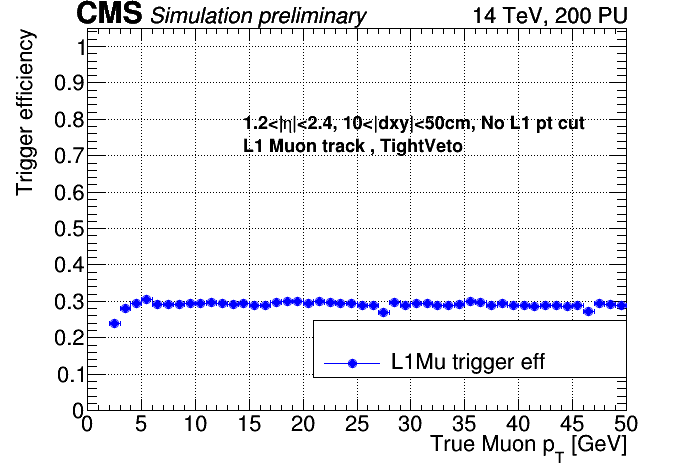 CMS Simulation preliminary 14 TeV, 200 PU
Trigger efficiency
1
0.9
0.8
0.7
0.6
0.5
0.4
0.3
0.2
0.1
0
1.2<|η|<2.4, 10<|dxy|<50cm, No L1 pt cut
L1 Muon track , TightVeto
L1Mu trigger eff
0 5 10 15 20 25 30 35 40 45 50
True Muon p_T [GeV]